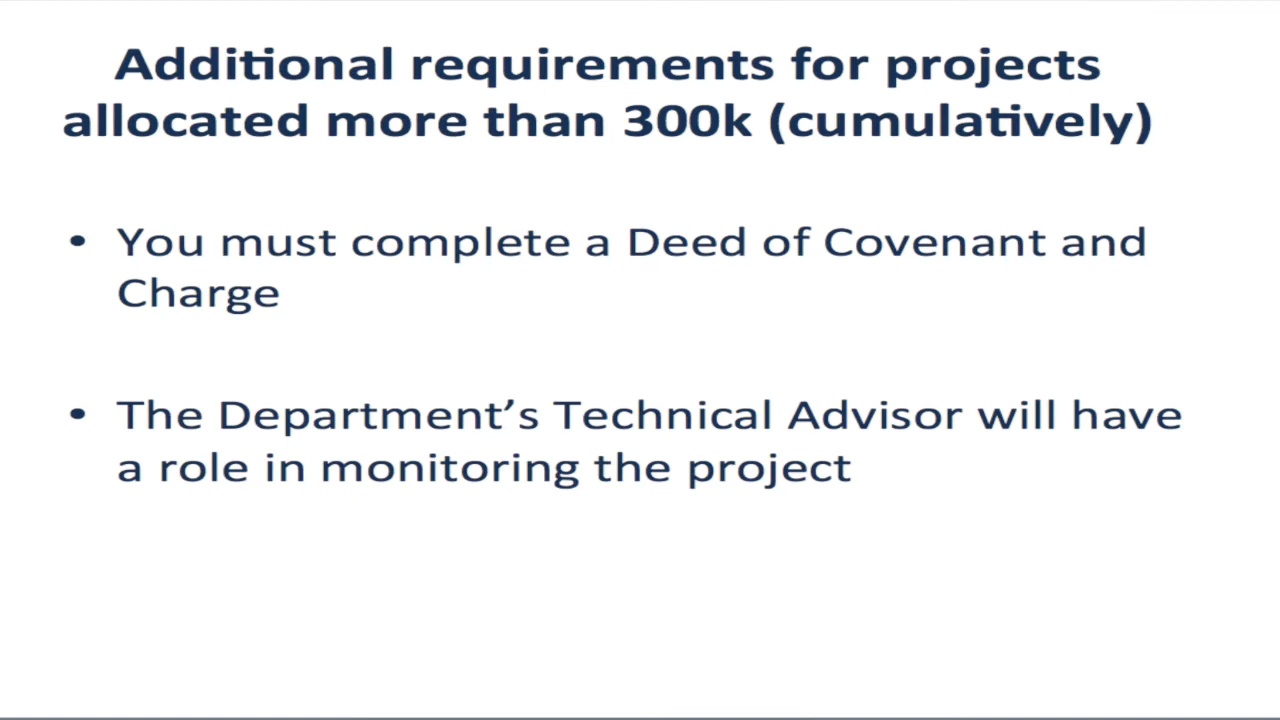 Additional requirements for projects
allocated more than 300k (cumulatively)
• You must complete a Deed of Covenant and
Charge
• The Department’s Technical Advisor will have
a role in monitoring the project